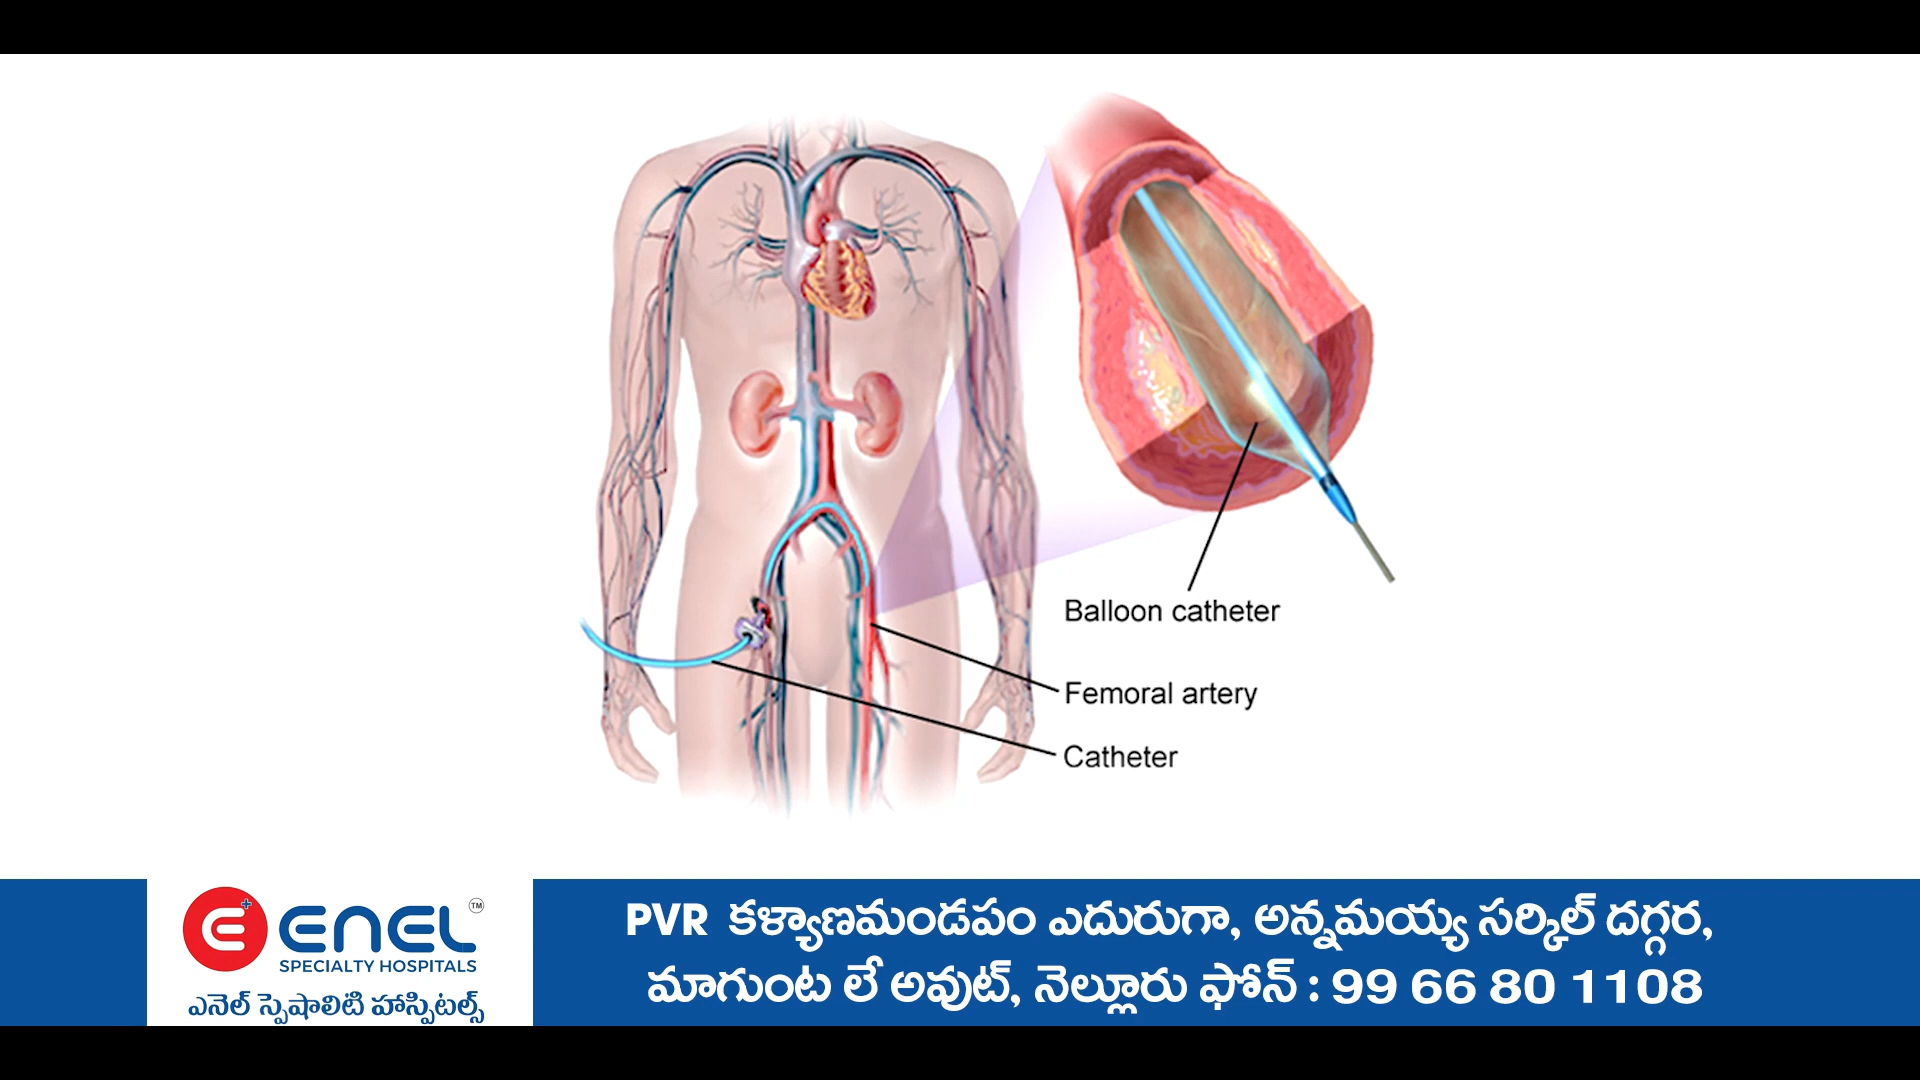 Balloon catheter
Femoral artery
Catheter
ENEL TM
SPECIALTY HOSPITALS
ఎనెల్ స్పెషాలిటి హాస్పిటల్స్
PVR కళ్యాణమండపం ఎదురుగా, అన్నమయ్య సర్కిల్ దగ్గర,
మాగుంట లే అవుట్, నెల్లూరు ఫోన్ : 99 66 80 1108